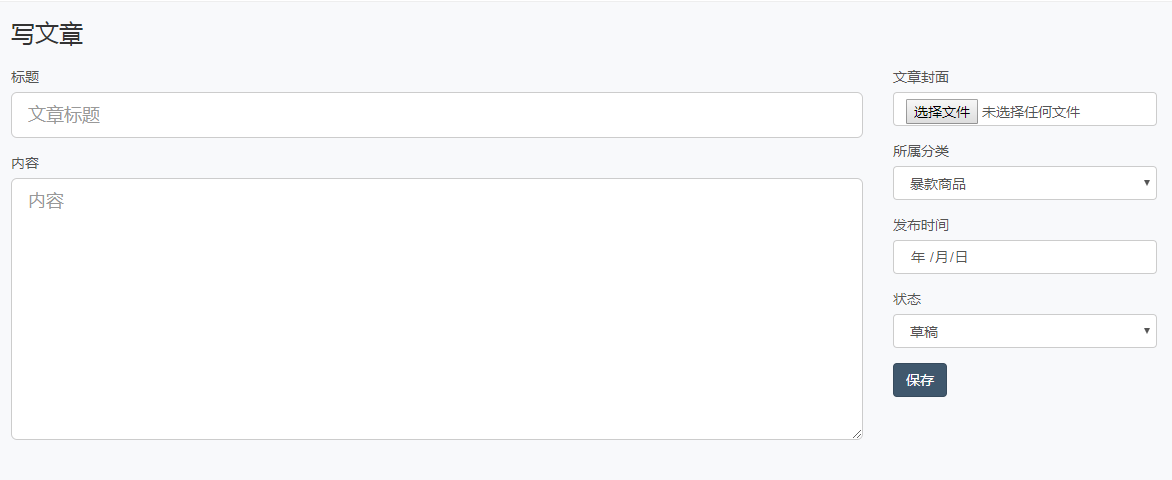 写文章
标题
文章标题
内容
内容
文章封面
选择文件 未选择任何文件
所属分类
暴款商品
发布时间
年 /月/日
状态
草稿
保存